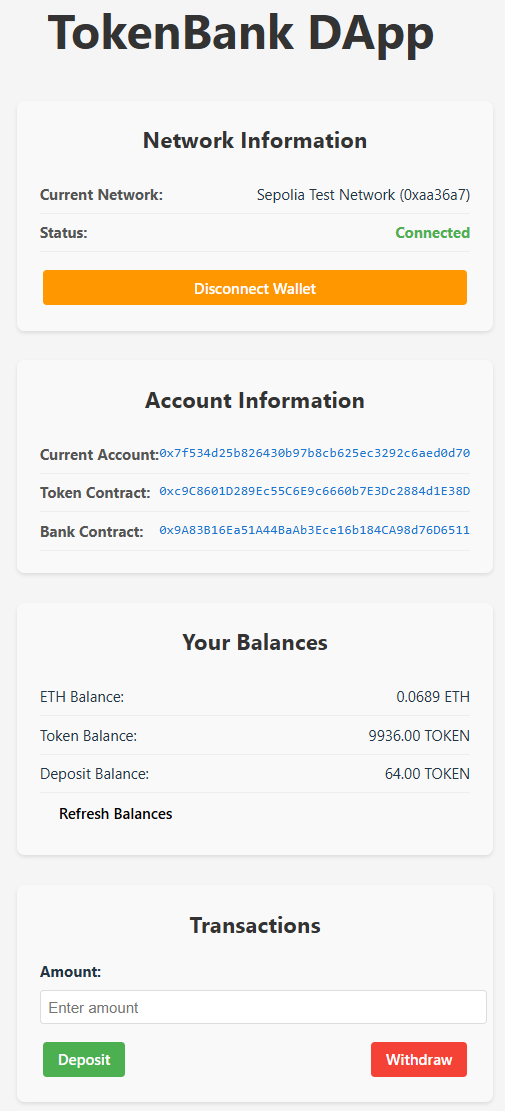 TokenBank DApp
Network Information
Current Network: Sepolia Test Network (0xaa36a7)
Status: Connected
Disconnect Wallet
Account Information
Current Account: 0x7f534d25b826430b97b8cb625ec3292c6aed0d70
Token Contract: 0xc9C8601D289Ec55C6E9c6660b7E3Dc2884d1E38D
Bank Contract: 0x9A83B16Ea51A44BaAb3Ece16b184CA98d76D6511
Your Balances
ETH Balance: 0.0689 ETH
Token Balance: 9936.00 TOKEN
Deposit Balance: 64.00 TOKEN
Refresh Balances
Transactions
Amount:
Enter amount
Deposit Withdraw